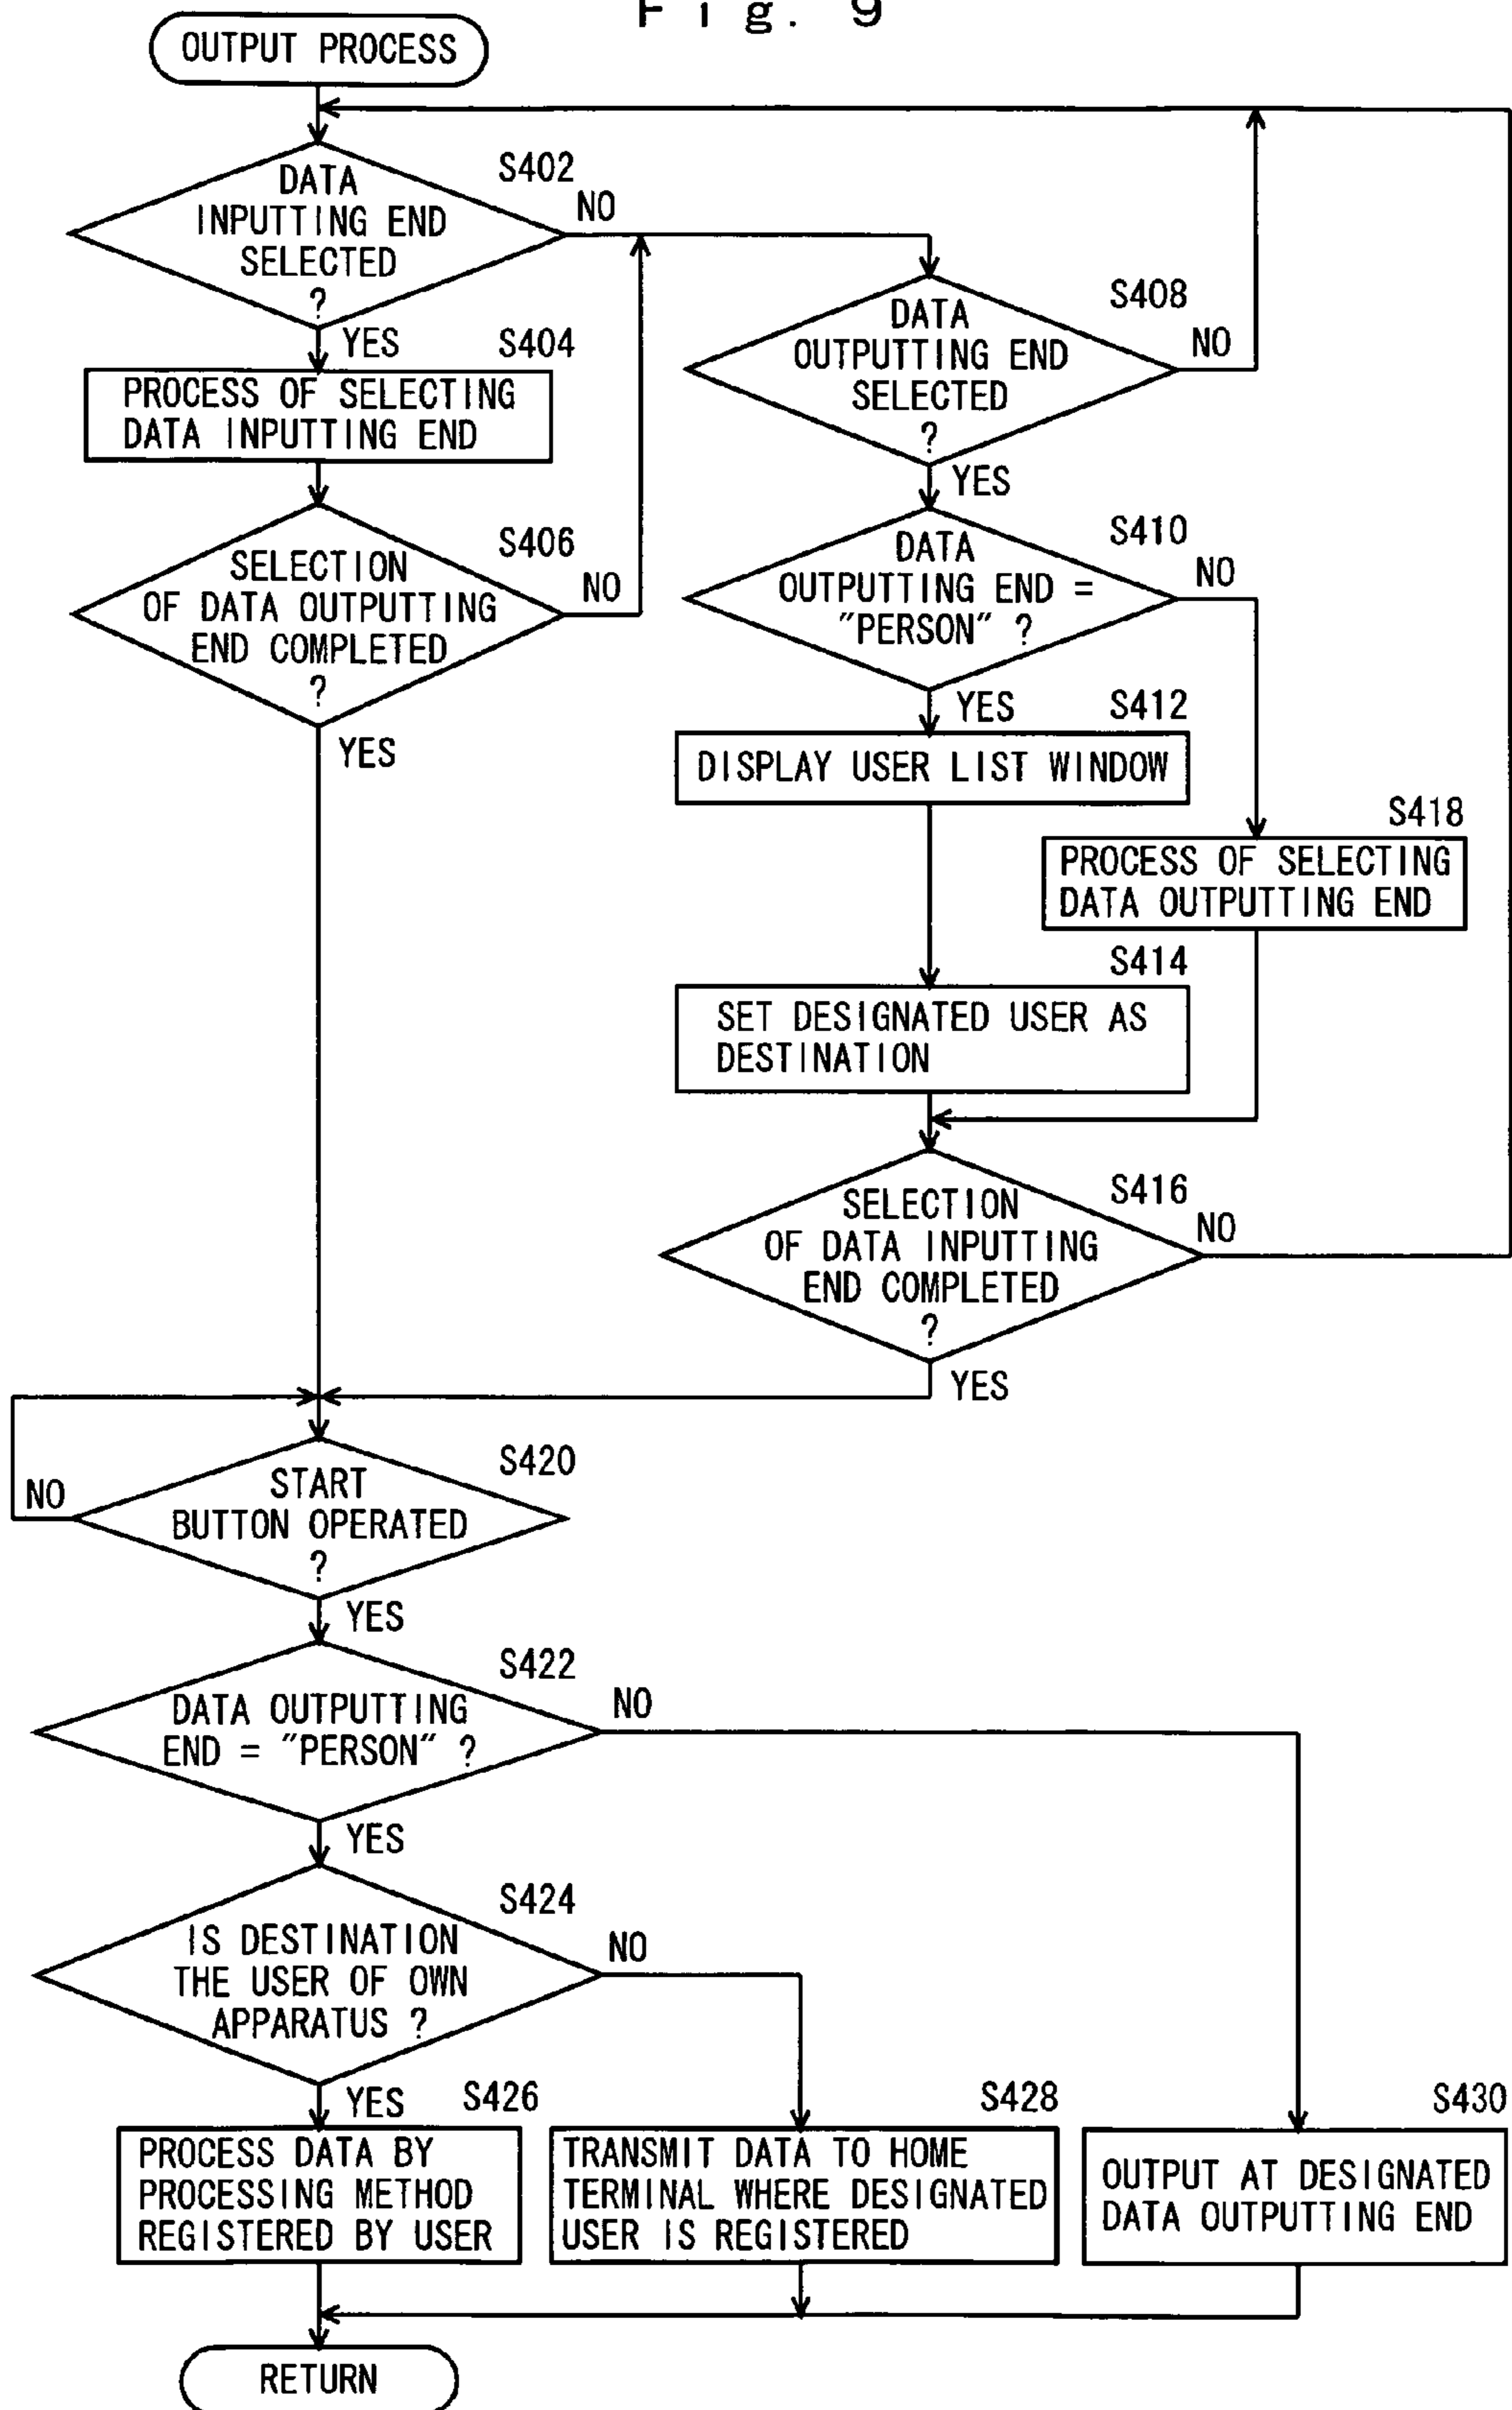 Fig. 9
OUTPUT PROCESS
S402
DATA
INPUTTING END
SELECTED
?
NO
YES
S404
PROCESS OF SELECTING
DATA INPUTTING END
S406
SELECTION
OF DATA OUTPUTTING
END COMPLETED
?
NO
YES
S408
DATA
OUTPUTTING END
SELECTED
?
NO
YES
S410
DATA
OUTPUTTING END =
"PERSON" ?
NO
YES
S412
DISPLAY USER LIST WINDOW
S418
PROCESS OF SELECTING
DATA OUTPUTTING END
S414
SET DESIGNATED USER AS
DESTINATION
S416
SELECTION
OF DATA INPUTTING
END COMPLETED
?
NO
YES
S420
START
BUTTON OPERATED
?
NO
YES
S422
DATA OUTPUTTING
END = "PERSON" ?
NO
YES
S424
IS DESTINATION
THE USER OF OWN
APPARATUS ?
NO
YES
S426
PROCESS DATA BY
PROCESSING METHOD
REGISTERED BY USER
S428
TRANSMIT DATA TO HOME
TERMINAL WHERE DESIGNATED
USER IS REGISTERED
S430
OUTPUT AT DESIGNATED
DATA OUTPUTTING END
RETURN